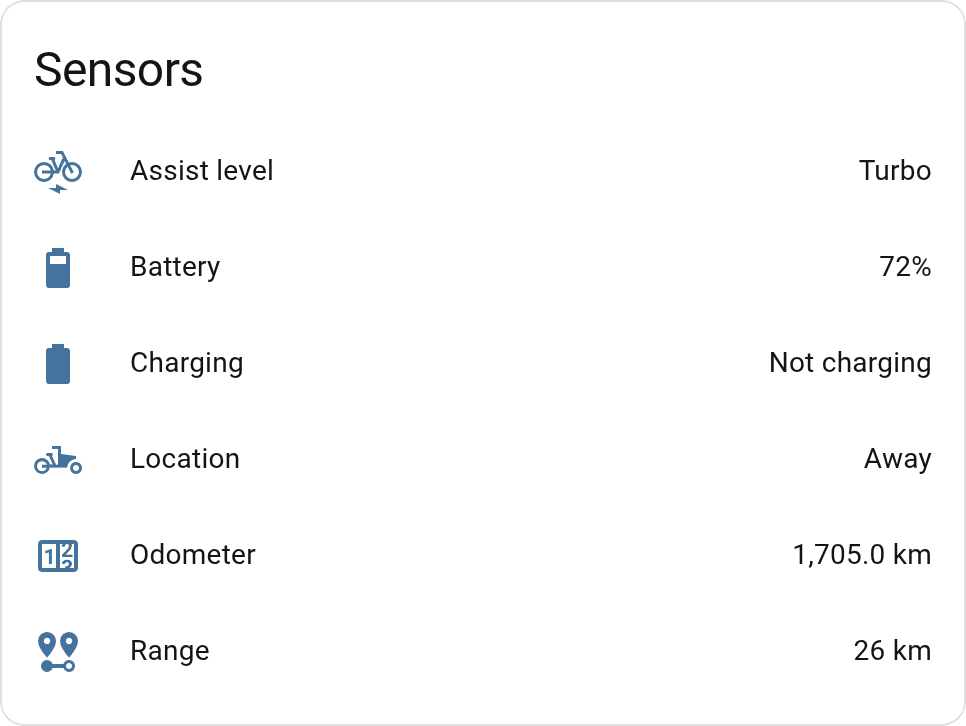 Sensors
Assist level Turbo
Battery 72%
Charging Not charging
Location Away
Odometer 1,705.0 km
Range 26 km